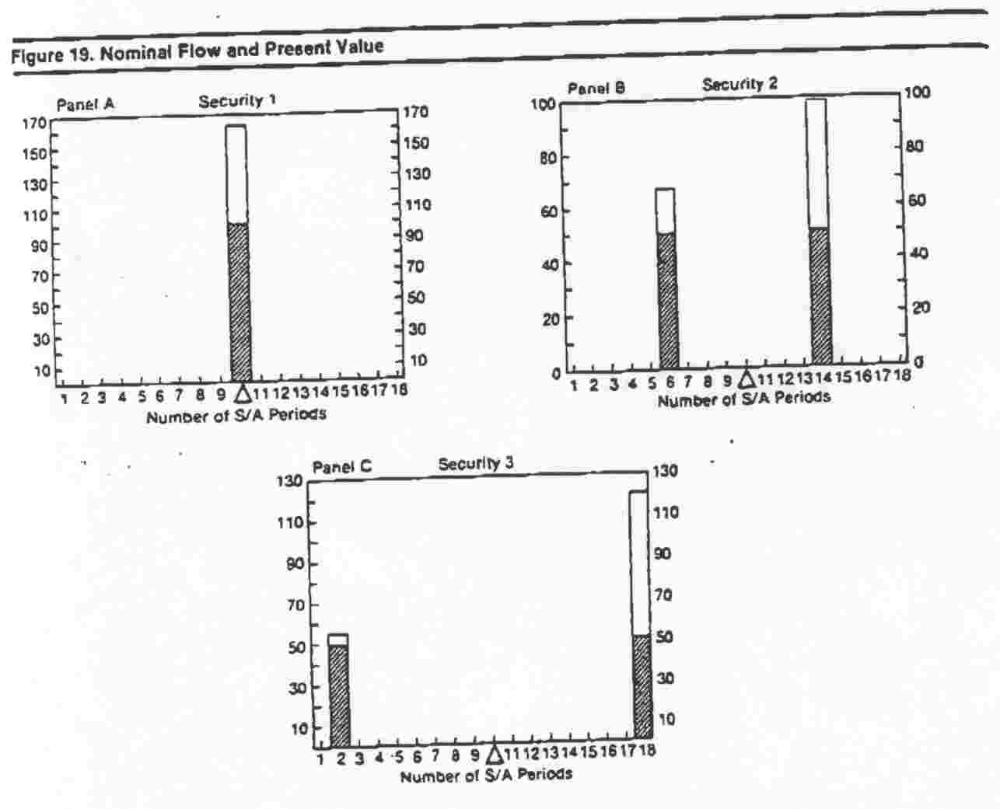 Figure 19. Nominal Flow and Present Value
Panel A Security 1
170 170
150 150
130 130
110 110
90 90
70 70
50 50
30 30
10 10
1 2 3 4 5 6 7 8 9 △ 11 12 13 14 15 16 17 18
Number of S/A Periods
Panel B Security 2
100 100
80 80
60 60
40 40
20 20
0 0
1 2 3 4 5 6 7 8 9 △ 11 12 13 14 15 16 17 18
Number of S/A Periods
Panel C Security 3
130 130
110 110
90 90
70 70
50 50
30 30
10 10
1 2 3 4 5 6 7 8 9 △ 11 12 13 14 15 16 17 18
Number of S/A Periods